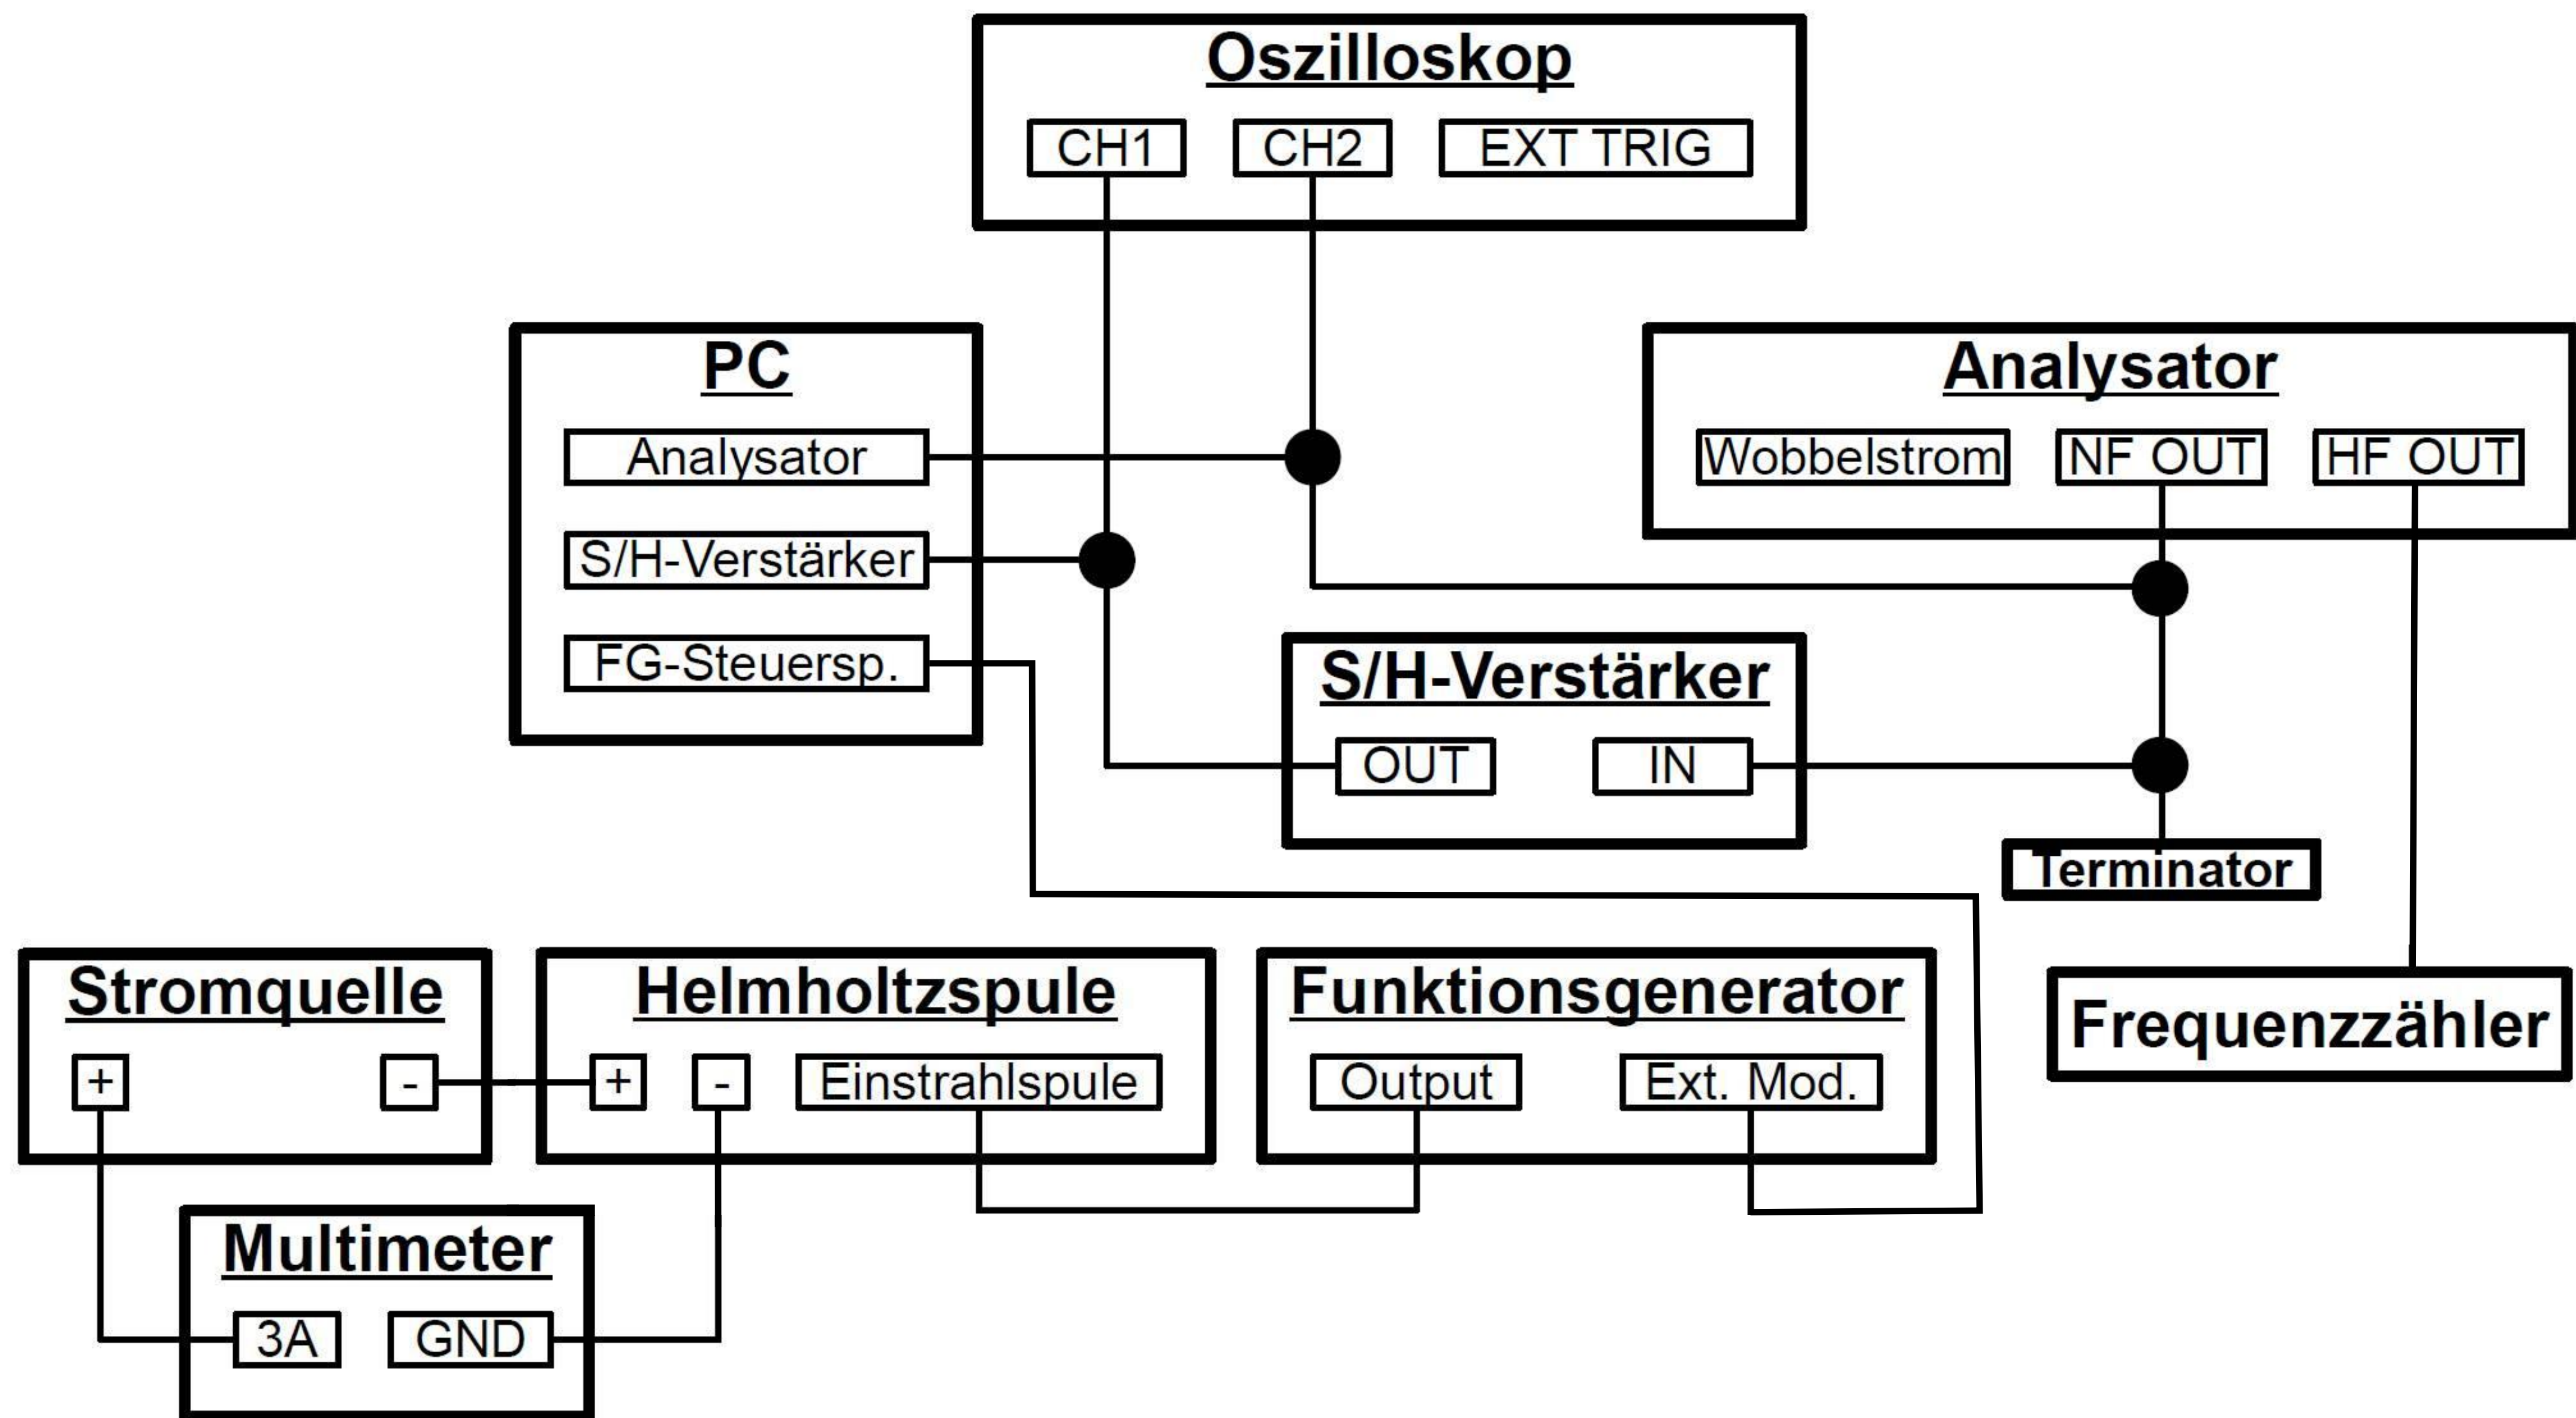 Oszilloskop
CH1 CH2 EXT TRIG
PC
Analysator
S/H-Verstärker
FG-Steuersp.
Analysator
Wobbelstrom NF OUT HF OUT
S/H-Verstärker
OUT IN
Terminator
Stromquelle
+ -
Helmholtzspule
+ - Einstrahlspule
Funktionsgenerator
Output Ext. Mod.
Frequenzzähler
Multimeter
3A GND